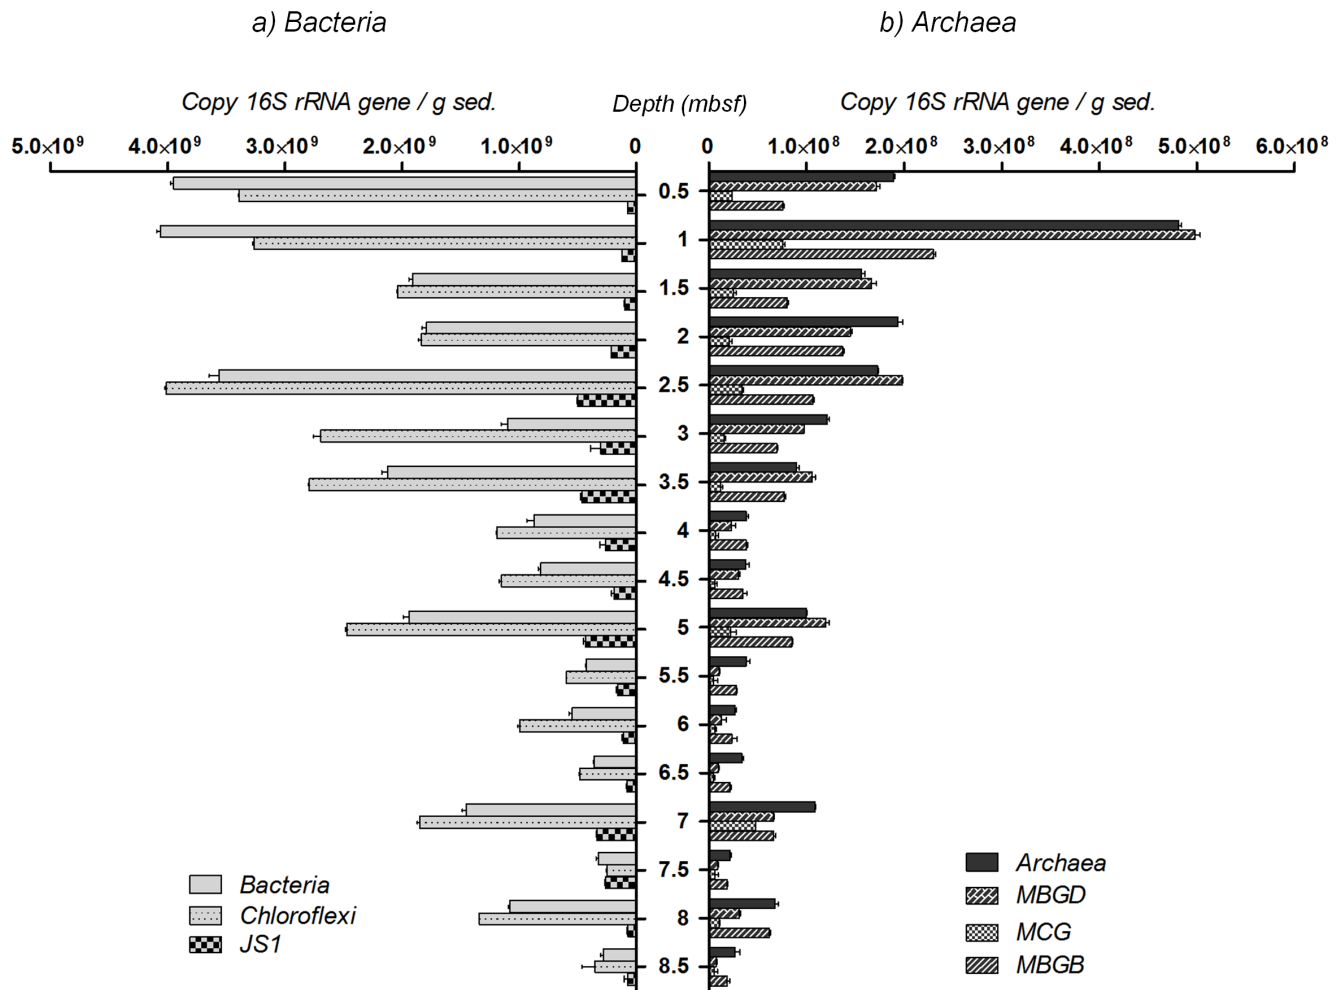 a) Bacteria
b) Archaea
Copy 16S rRNA gene / g sed.
Depth (mbsf)
Copy 16S rRNA gene / g sed.
5.0×10⁹ 4.0×10⁹ 3.0×10⁹ 2.0×10⁹ 1.0×10⁹ 0
0 1.0×10⁸ 2.0×10⁸ 3.0×10⁸ 4.0×10⁸ 5.0×10⁸ 6.0×10⁸
0.5
1
1.5
2
2.5
3
3.5
4
4.5
5
5.5
6
6.5
7
7.5
8
8.5
Bacteria
Chloroflexi
JS1
Archaea
MBGD
MCG
MBGB